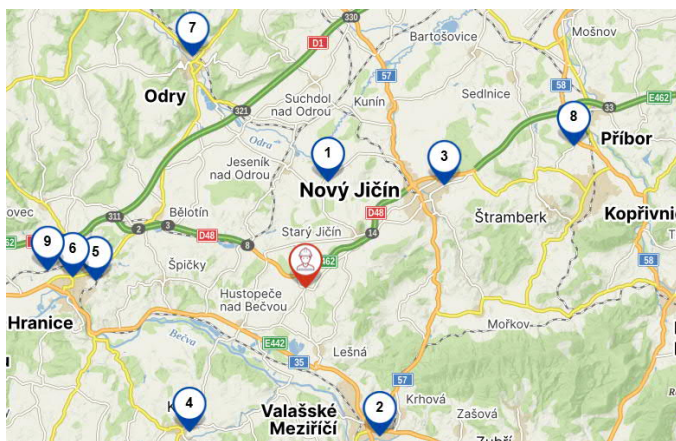 7
Mošnov
330
D1
Bartošovice
57
58
E462
Odry
Suchdol
nad Odrou
Kunín
Sedlnice
33
8
321
Odra
Příbor
1
3
Jeseník
nad Odrou
Nový Jičín
Bělotín
311
2
3
D48
8
Starý Jičín
D48
14
Štramberk
Kopřivnic
9
6
5
Špičky
462
58
Hustopeče
nad Bečvou
Hranice
Bečva
E442
35
Lešná
Mořkov
4
Valašské
Meziříčí
2
57
Krhová
Zašová
Zubří